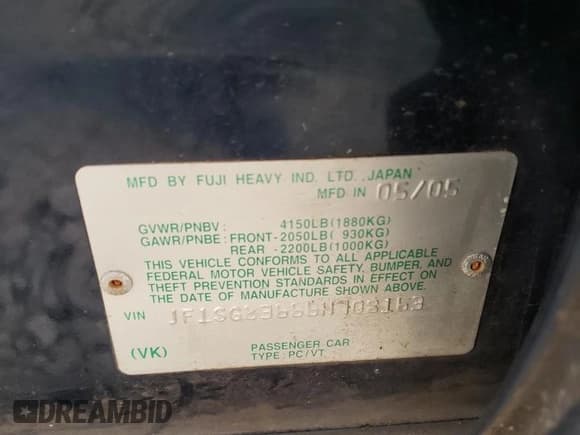 MFD BY FUJI HEAVY IND. LTD. JAPAN
MFD IN 05/05
GVWR/PNBV: 4150LB(1880KG)
GAWR/PNBE: FRONT-2050LB( 930KG)
REAR -2200LB(1000KG)
THIS VEHICLE CONFORMS TO ALL APPLICABLE
FEDERAL MOTOR VEHICLE SAFETY, BUMPER, AND
THEFT PREVENTION STANDARDS IN EFFECT ON
THE DATE OF MANUFACTURE SHOWN ABOVE.
VIN
(VK)
PASSENGER CAR
TYPE: PC/VT
DREAMBID